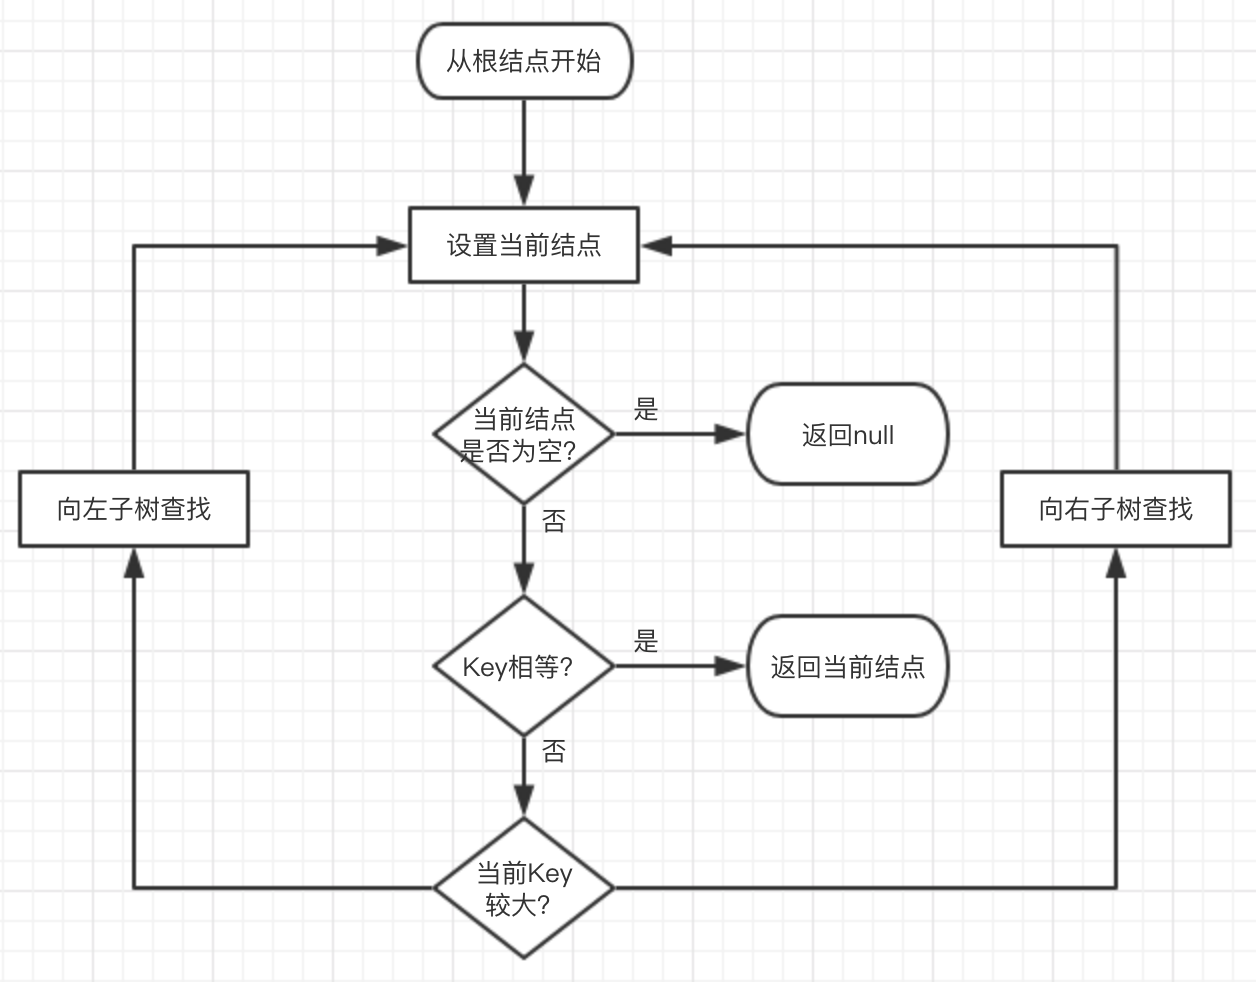 从根结点开始
设置当前结点
当前结点
是否为空?
是
返回null
向左子树查找
向右子树查找
否
Key相等?
是
返回当前结点
否
当前Key
较大?